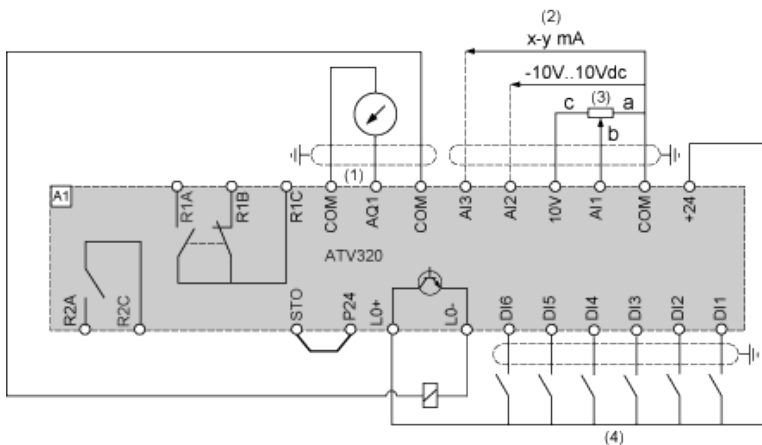 (2)
x-y mA
-10V..10Vdc
c (3) a
b
(1)
A1
R1A R1B R1C COM AQ1 COM AI3 AI2 10V AI1 COM +24
ATV320
R2A R2C STO P24 L0+ L0- DI6 DI5 DI4 DI3 DI2 DI1
(4)